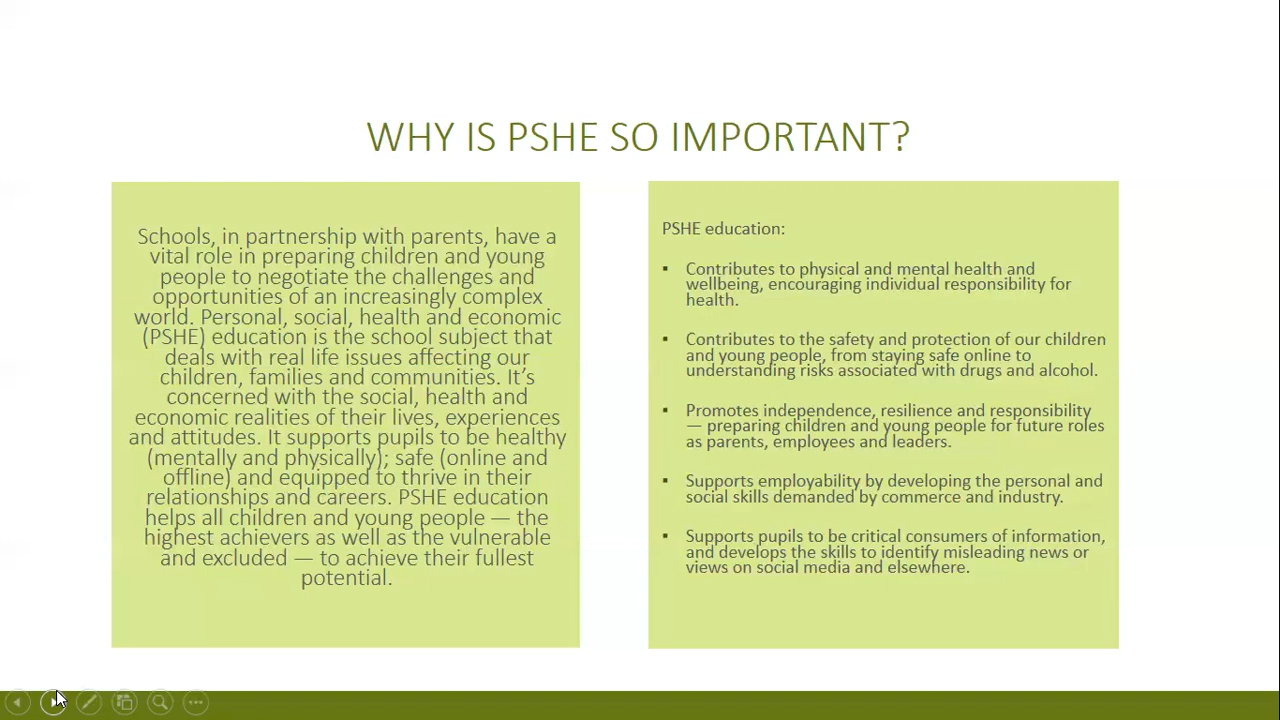 WHY IS PSHE SO IMPORTANT?
Schools, in partnership with parents, have a
vital role in preparing children and young
people to negotiate the challenges and
opportunities of an increasingly complex
world. Personal, social, health and economic
(PSHE) education is the school subject that
deals with real life issues affecting our
children, families and communities. It’s
concerned with the social, health and
economic realities of their lives, experiences
and attitudes. It supports pupils to be healthy
(mentally and physically); safe (online and
offline) and equipped to thrive in their
relationships and careers. PSHE education
helps all children and young people — the
highest achievers as well as the vulnerable
and excluded — to achieve their fullest
potential.
PSHE education:
▪ Contributes to physical and mental health and
wellbeing, encouraging individual responsibility for
health.
▪ Contributes to the safety and protection of our children
and young people, from staying safe online to
understanding risks associated with drugs and alcohol.
▪ Promotes independence, resilience and responsibility
— preparing children and young people for future roles
as parents, employees and leaders.
▪ Supports employability by developing the personal and
social skills demanded by commerce and industry.
▪ Supports pupils to be critical consumers of information,
and develops the skills to identify misleading news or
views on social media and elsewhere.